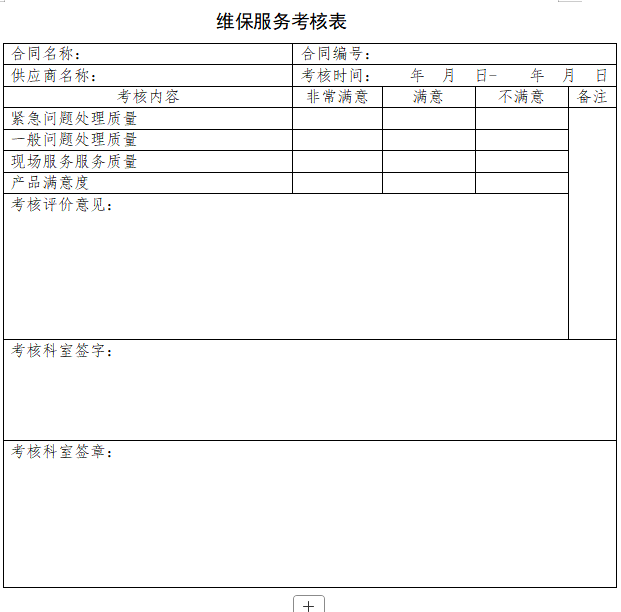 维保服务考核表
合同名称： 合同编号：
供应商名称： 考核时间： 年 月 日- 年 月 日
考核内容 非常满意 满意 不满意 备注
紧急问题处理质量
一般问题处理质量
现场服务服务质量
产品满意度
考核评价意见：
考核科室签字：
考核科室签章：